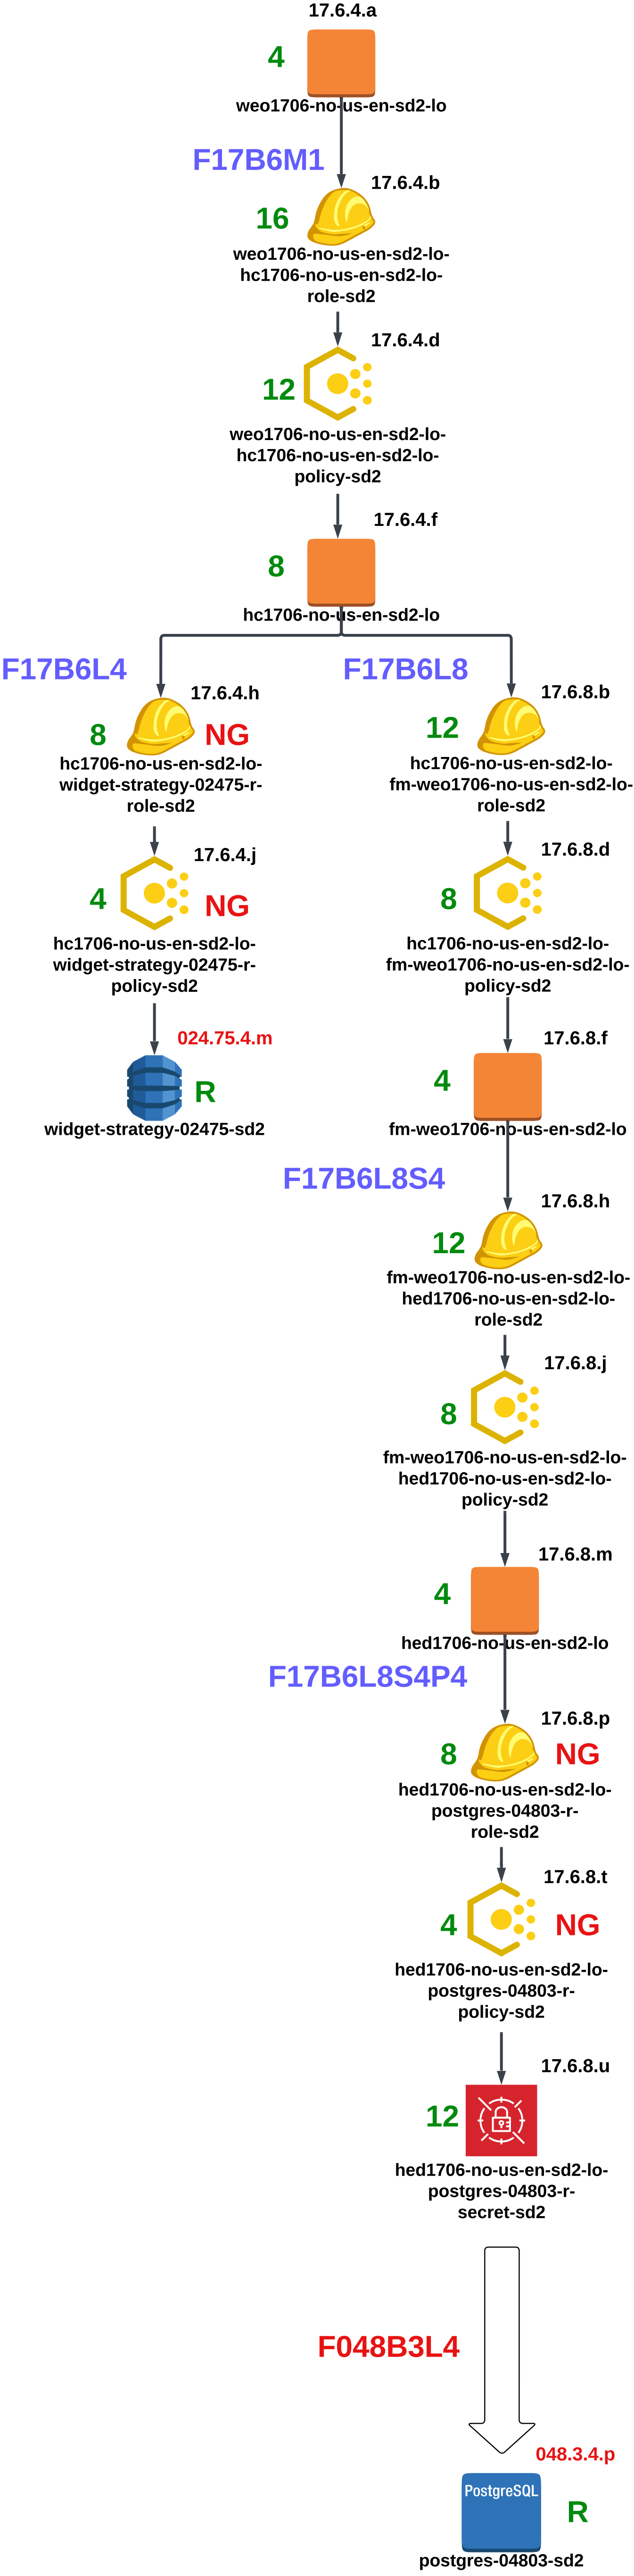 17.6.4.a
4
weo1706-no-us-en-sd2-lo
F17B6M1
17.6.4.b
16
weo1706-no-us-en-sd2-lo-
hc1706-no-us-en-sd2-lo-
role-sd2
17.6.4.d
12
weo1706-no-us-en-sd2-lo-
hc1706-no-us-en-sd2-lo-
policy-sd2
17.6.4.f
8
hc1706-no-us-en-sd2-lo
F17B6L4
17.6.4.h
8
NG
hc1706-no-us-en-sd2-lo-
widget-strategy-02475-r-
role-sd2
17.6.4.j
4
NG
hc1706-no-us-en-sd2-lo-
widget-strategy-02475-r-
policy-sd2
024.75.4.m
R
widget-strategy-02475-sd2
F17B6L8
17.6.8.b
12
hc1706-no-us-en-sd2-lo-
fm-weo1706-no-us-en-sd2-lo-
role-sd2
17.6.8.d
8
hc1706-no-us-en-sd2-lo-
fm-weo1706-no-us-en-sd2-lo-
policy-sd2
17.6.8.f
4
fm-weo1706-no-us-en-sd2-lo
F17B6L8S4
17.6.8.h
12
fm-weo1706-no-us-en-sd2-lo-
hed1706-no-us-en-sd2-lo-
role-sd2
17.6.8.j
8
fm-weo1706-no-us-en-sd2-lo-
hed1706-no-us-en-sd2-lo-
policy-sd2
17.6.8.m
4
hed1706-no-us-en-sd2-lo
F17B6L8S4P4
17.6.8.p
8
NG
hed1706-no-us-en-sd2-lo-
postgres-04803-r-
role-sd2
17.6.8.t
4
NG
hed1706-no-us-en-sd2-lo-
postgres-04803-r-
policy-sd2
17.6.8.u
12
hed1706-no-us-en-sd2-lo-
postgres-04803-r-
secret-sd2
F048B3L4
048.3.4.p
PostgreSQL
R
postgres-04803-sd2